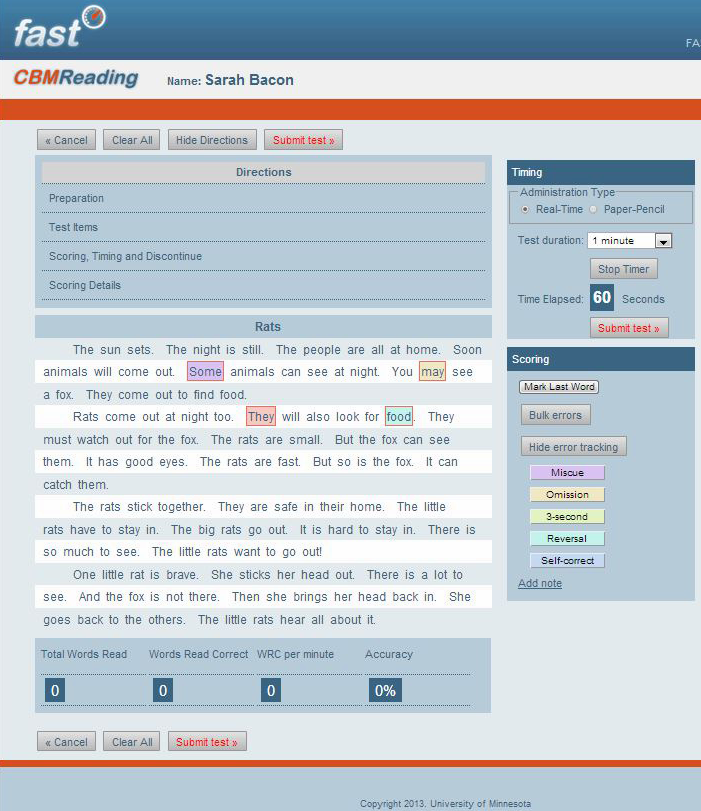 fast
FA
CBMReading Name: Sarah Bacon
« Cancel Clear All Hide Directions Submit test »
Directions
Preparation
Test Items
Scoring, Timing and Discontinue
Scoring Details
Rats
The sun sets. The night is still. The people are all at home. Soon
animals will come out. Some animals can see at night. You may see
a fox. They come out to find food.
Rats come out at night too. They will also look for food. They
must watch out for the fox. The rats are small. But the fox can see
them. It has good eyes. The rats are fast. But so is the fox. It can
catch them.
The rats stick together. They are safe in their home. The little
rats have to stay in. The big rats go out. It is hard to stay in. There is
so much to see. The little rats want to go out!
One little rat is brave. She sticks her head out. There is a lot to
see. And the fox is not there. Then she brings her head back in. She
goes back to the others. The little rats hear all about it.
Total Words Read Words Read Correct WRC per minute Accuracy
0 0 0 0%
« Cancel Clear All Submit test »
Timing
Administration Type
Real-Time Paper-Pencil
Test duration: 1 minute
Stop Timer
Time Elapsed: 60 Seconds
Submit test »
Scoring
Mark Last Word
Bulk errors
Hide error tracking
Miscue
Omission
3-second
Reversal
Self-correct
Add note
Copyright 2013. University of Minnesota